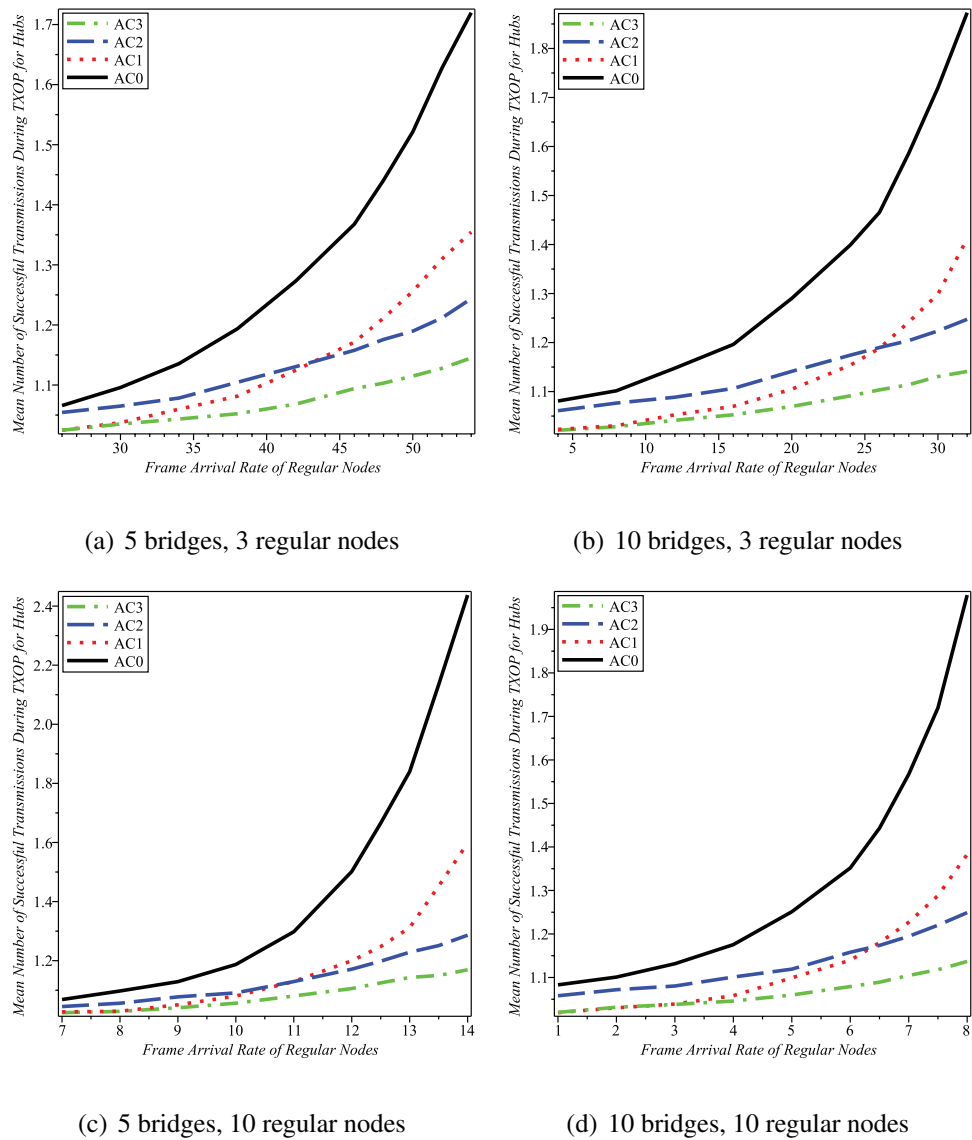 Mean Number of Successful Transmissions During TXOP for Hubs
1.7
1.6
1.5
1.4
1.3
1.2
1.1
AC3
AC2
AC1
AC0
30 35 40 45 50
Frame Arrival Rate of Regular Nodes
(a) 5 bridges, 3 regular nodes
Mean Number of Successful Transmissions During TXOP for Hubs
1.8
1.7
1.6
1.5
1.4
1.3
1.2
1.1
AC3
AC2
AC1
AC0
5 10 15 20 25 30
Frame Arrival Rate of Regular Nodes
(b) 10 bridges, 3 regular nodes
Mean Number of Successful Transmissions During TXOP for Hubs
2.4
2.2
2.0
1.8
1.6
1.4
1.2
AC3
AC2
AC1
AC0
7 8 9 10 11 12 13 14
Frame Arrival Rate of Regular Nodes
(c) 5 bridges, 10 regular nodes
Mean Number of Successful Transmissions During TXOP for Hubs
1.9
1.8
1.7
1.6
1.5
1.4
1.3
1.2
1.1
AC3
AC2
AC1
AC0
1 2 3 4 5 6 7 8
Frame Arrival Rate of Regular Nodes
(d) 10 bridges, 10 regular nodes